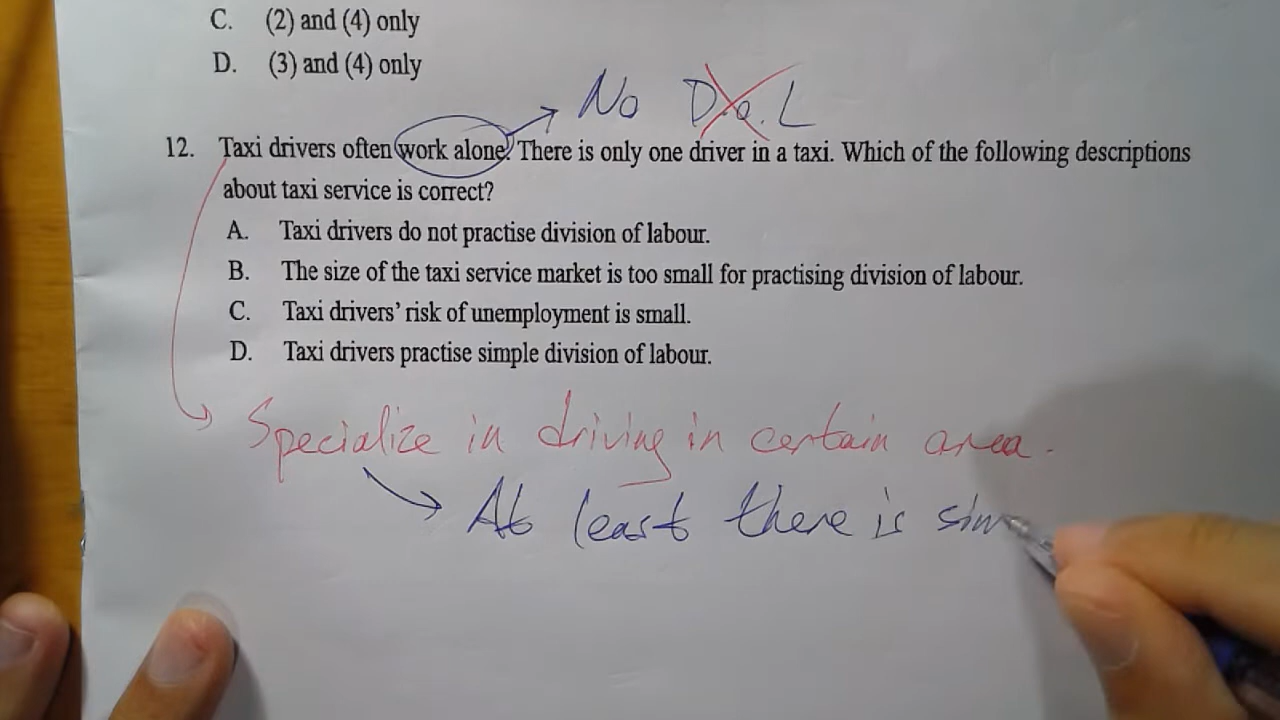 C. (2) and (4) only
D. (3) and (4) only
No D.o.L
12. Taxi drivers often work alone. There is only one driver in a taxi. Which of the following descriptions
about taxi service is correct?
A. Taxi drivers do not practise division of labour.
B. The size of the taxi service market is too small for practising division of labour.
C. Taxi drivers' risk of unemployment is small.
D. Taxi drivers practise simple division of labour.
Specialize in driving in certain area.
At least there is sim